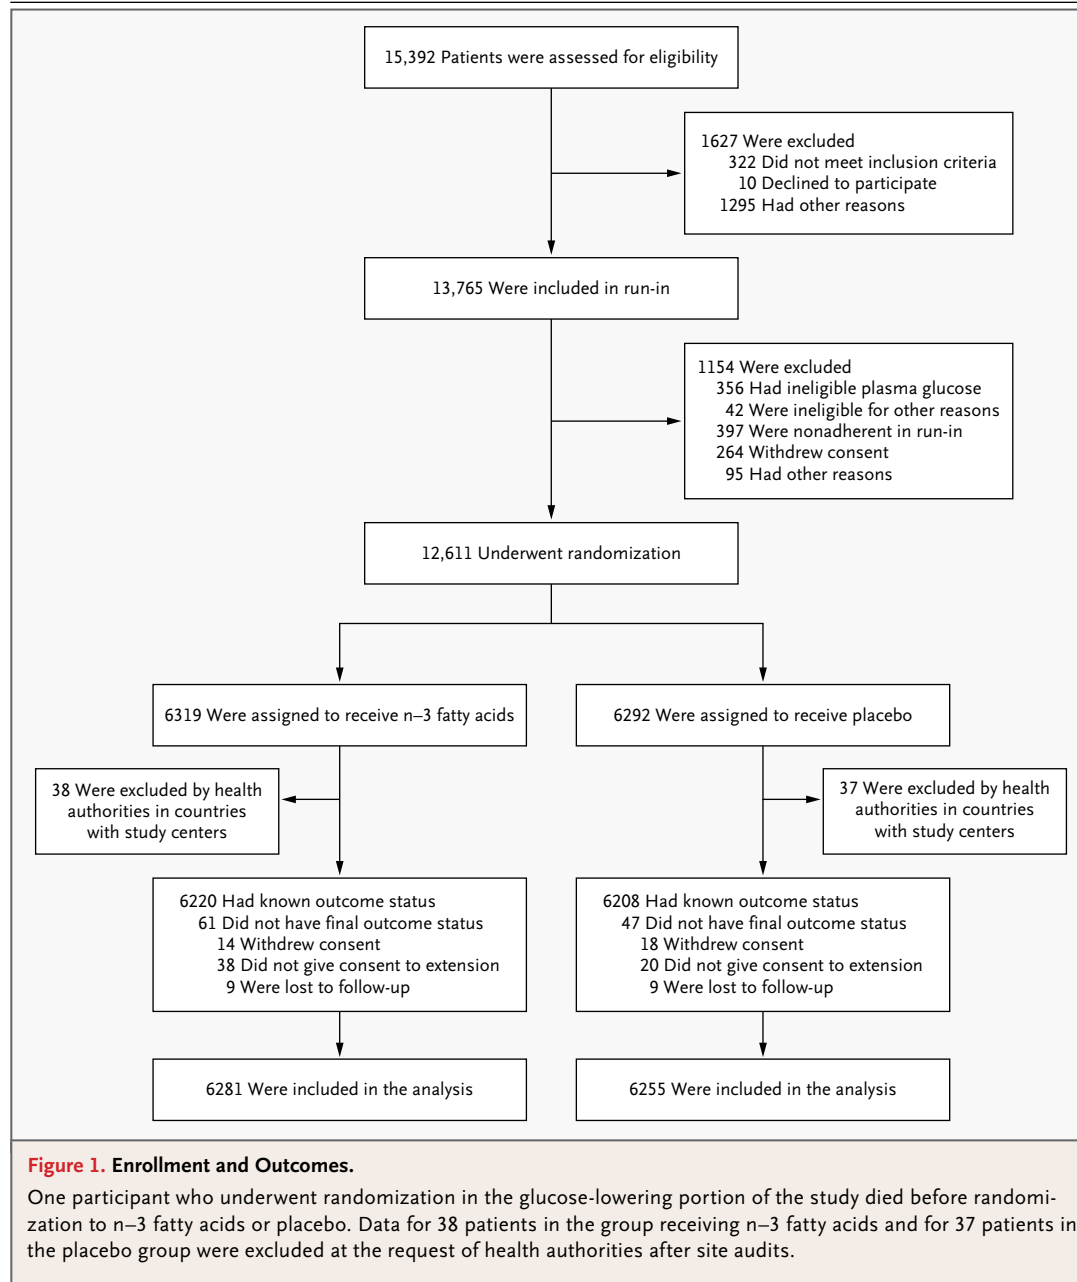 15,392 Patients were assessed for eligibility
1627 Were excluded
322 Did not meet inclusion criteria
10 Declined to participate
1295 Had other reasons
13,765 Were included in run-in
1154 Were excluded
356 Had ineligible plasma glucose
42 Were ineligible for other reasons
397 Were nonadherent in run-in
264 Withdrew consent
95 Had other reasons
12,611 Underwent randomization
6319 Were assigned to receive n–3 fatty acids
6292 Were assigned to receive placebo
38 Were excluded by health
authorities in countries
with study centers
37 Were excluded by health
authorities in countries
with study centers
6220 Had known outcome status
61 Did not have final outcome status
14 Withdrew consent
38 Did not give consent to extension
9 Were lost to follow-up
6208 Had known outcome status
47 Did not have final outcome status
18 Withdrew consent
20 Did not give consent to extension
9 Were lost to follow-up
6281 Were included in the analysis
6255 Were included in the analysis
Figure 1. Enrollment and Outcomes.
One participant who underwent randomization in the glucose-lowering portion of the study died before randomi-
zation to n–3 fatty acids or placebo. Data for 38 patients in the group receiving n–3 fatty acids and for 37 patients in
the placebo group were excluded at the request of health authorities after site audits.